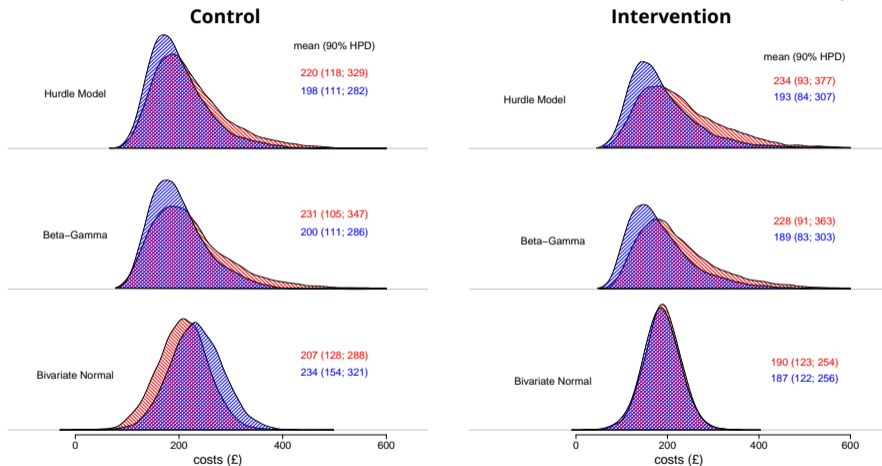 Control
mean (90% HPD)
220 (118; 329)
198 (111; 282)
Hurdle Model
231 (105; 347)
200 (111; 286)
Beta−Gamma
207 (128; 288)
234 (154; 321)
Bivariate Normal
0 200 400 600
costs (£)
Intervention
mean (90% HPD)
234 (93; 377)
193 (84; 307)
Hurdle Model
228 (91; 363)
189 (83; 303)
Beta−Gamma
190 (123; 254)
187 (122; 256)
Bivariate Normal
0 200 400 600
costs (£)